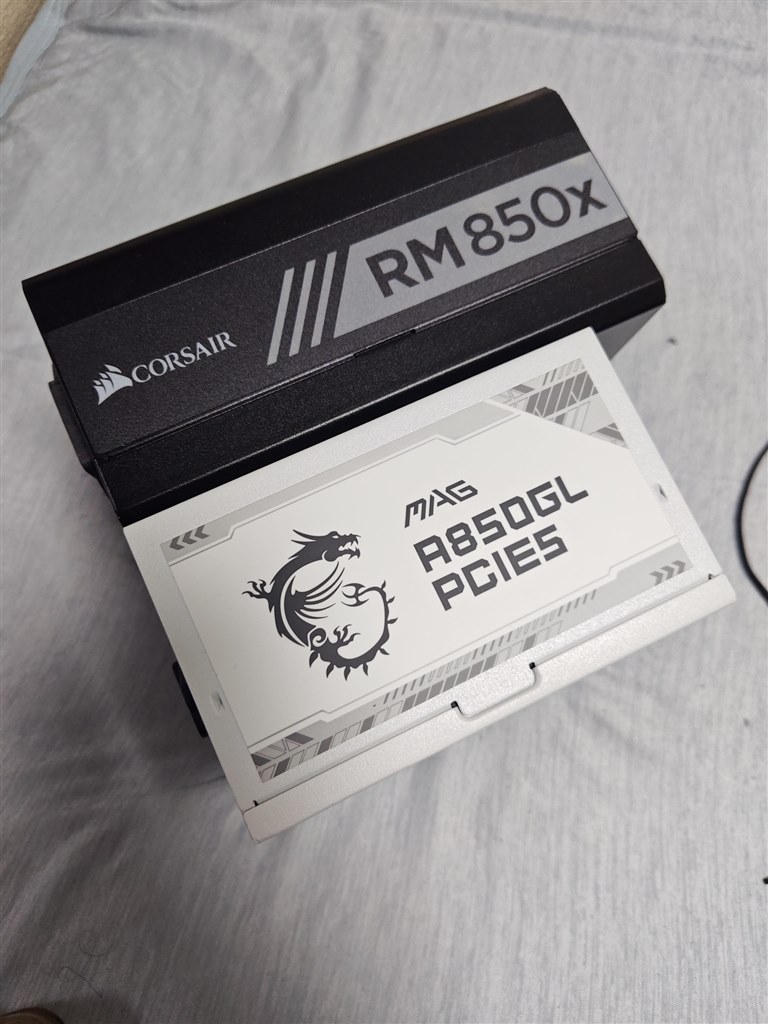 CORSAIR
RM850x
MAG
A850GL
PCIE5